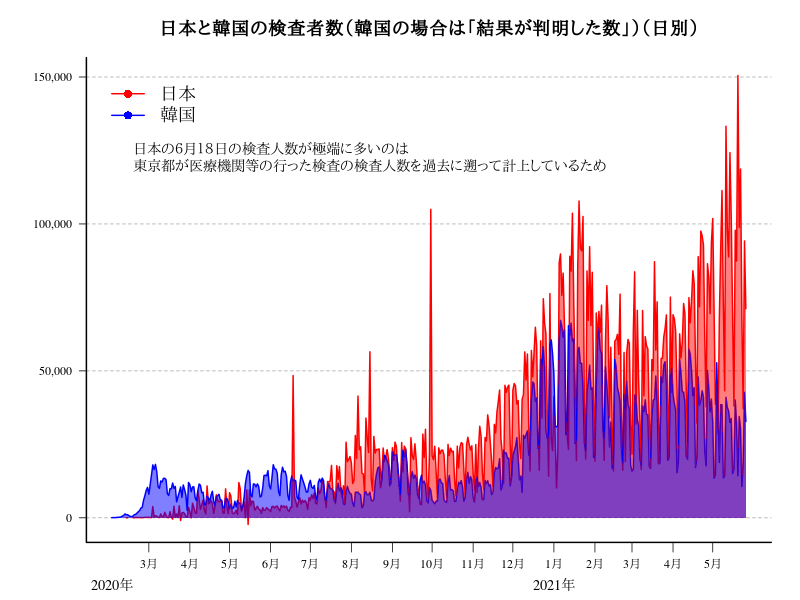 日本と韓国の検査者数（韓国の場合は「結果が判明した数」）（日別）
150,000
日本
韓国
日本の6月18日の検査人数が極端に多いのは
東京都が医療機関等の行った検査の検査人数を過去に遡って計上しているため
100,000
50,000
0
3月 4月 5月 6月 7月 8月 9月 10月 11月 12月 1月 2月 3月 4月 5月
2020年 2021年